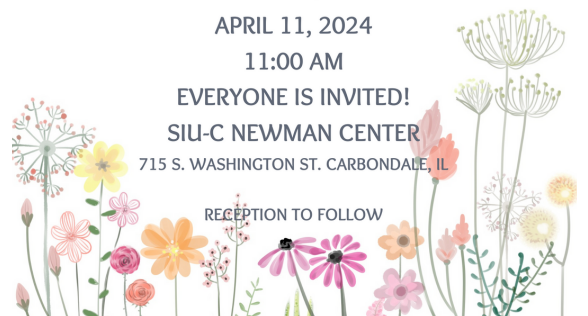 APRIL 11, 2024
11:00 AM
EVERYONE IS INVITED!
SIU-C NEWMAN CENTER
715 S. WASHINGTON ST. CARBONDALE, IL
RECEPTION TO FOLLOW